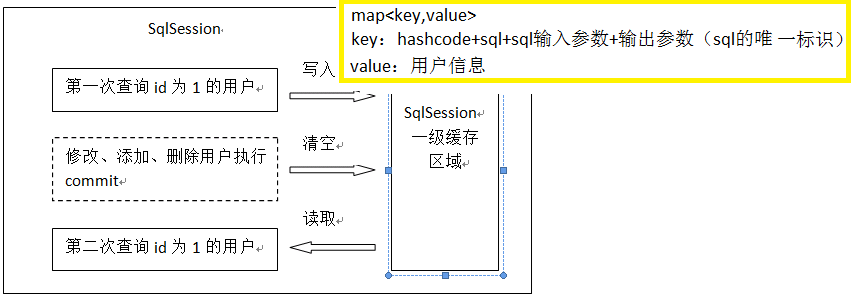 SqlSession
map<key,value>
key：hashcode+sql+sql输入参数+输出参数（sql的唯一标识）
value：用户信息
第一次查询 id 为 1 的用户
写入
SqlSession
一级缓存
区域
修改、添加、删除用户执行
commit
清空
读取
第二次查询 id 为 1 的用户